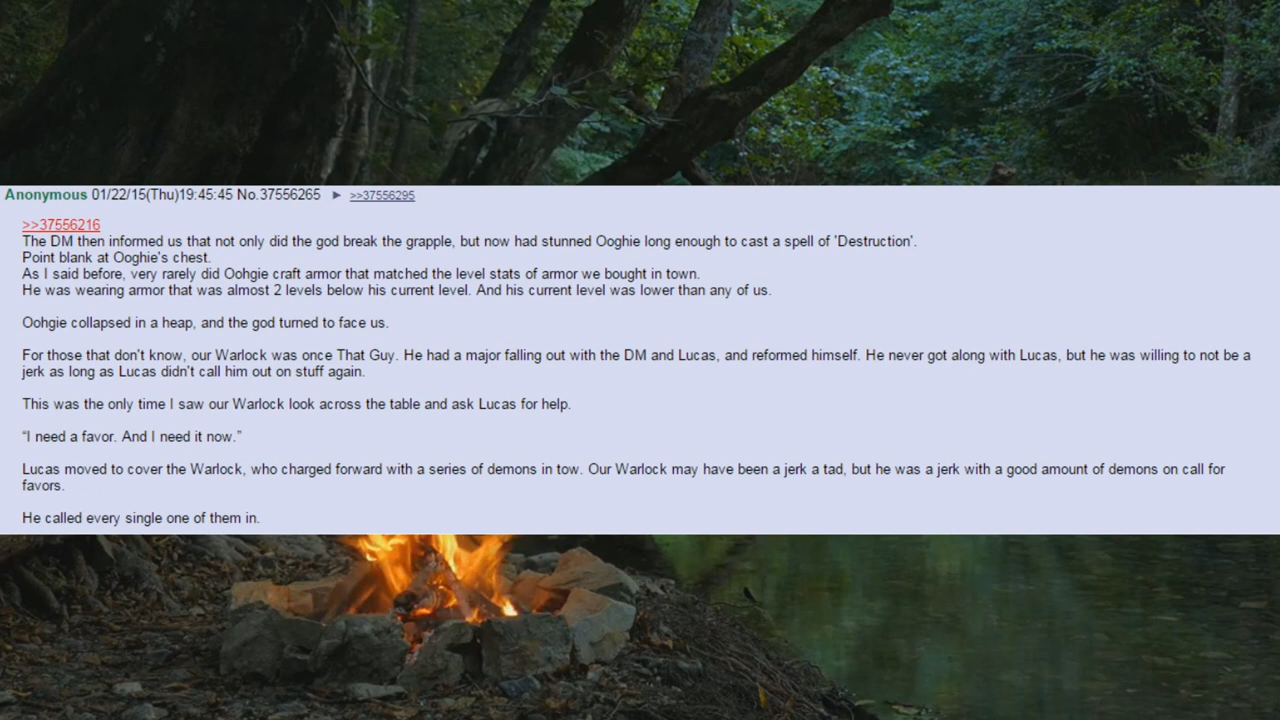 Anonymous 01/22/15(Thu)19:45:45 No.37556265 ► >>37556295
>>37556216
The DM then informed us that not only did the god break the grapple, but now had stunned Ooghie long enough to cast a spell of 'Destruction'.
Point blank at Ooghie's chest.
As I said before, very rarely did Oohgie craft armor that matched the level stats of armor we bought in town.
He was wearing armor that was almost 2 levels below his current level. And his current level was lower than any of us.
Oohgie collapsed in a heap, and the god turned to face us.
For those that don't know, our Warlock was once That Guy. He had a major falling out with the DM and Lucas, and reformed himself. He never got along with Lucas, but he was willing to not be a
jerk as long as Lucas didn't call him out on stuff again.
This was the only time I saw our Warlock look across the table and ask Lucas for help.
“I need a favor. And I need it now.”
Lucas moved to cover the Warlock, who charged forward with a series of demons in tow. Our Warlock may have been a jerk a tad, but he was a jerk with a good amount of demons on call for
favors.
He called every single one of them in.